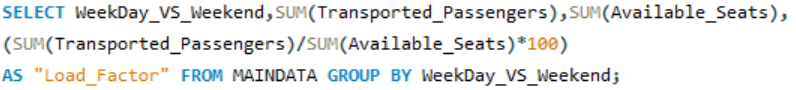 SELECT WeekDay_VS_Weekend,SUM(Transported_Passengers),SUM(Available_Seats),
(SUM(Transported_Passengers)/SUM(Available_Seats)*100)
AS "Load_Factor" FROM MAINDATA GROUP BY WeekDay_VS_Weekend;